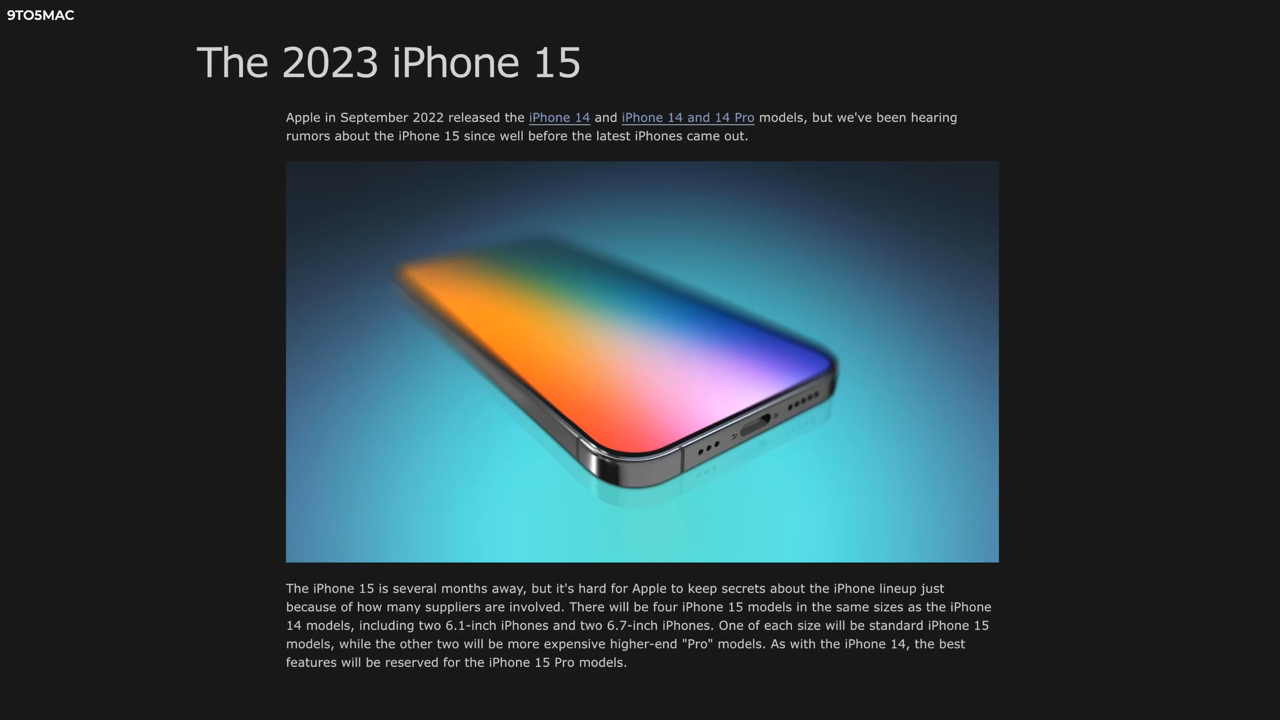 9TO5MAC
The 2023 iPhone 15
Apple in September 2022 released the iPhone 14 and iPhone 14 and 14 Pro models, but we've been hearing
rumors about the iPhone 15 since well before the latest iPhones came out.
The iPhone 15 is several months away, but it's hard for Apple to keep secrets about the iPhone lineup just
because of how many suppliers are involved. There will be four iPhone 15 models in the same sizes as the iPhone
14 models, including two 6.1-inch iPhones and two 6.7-inch iPhones. One of each size will be standard iPhone 15
models, while the other two will be more expensive higher-end "Pro" models. As with the iPhone 14, the best
features will be reserved for the iPhone 15 Pro models.